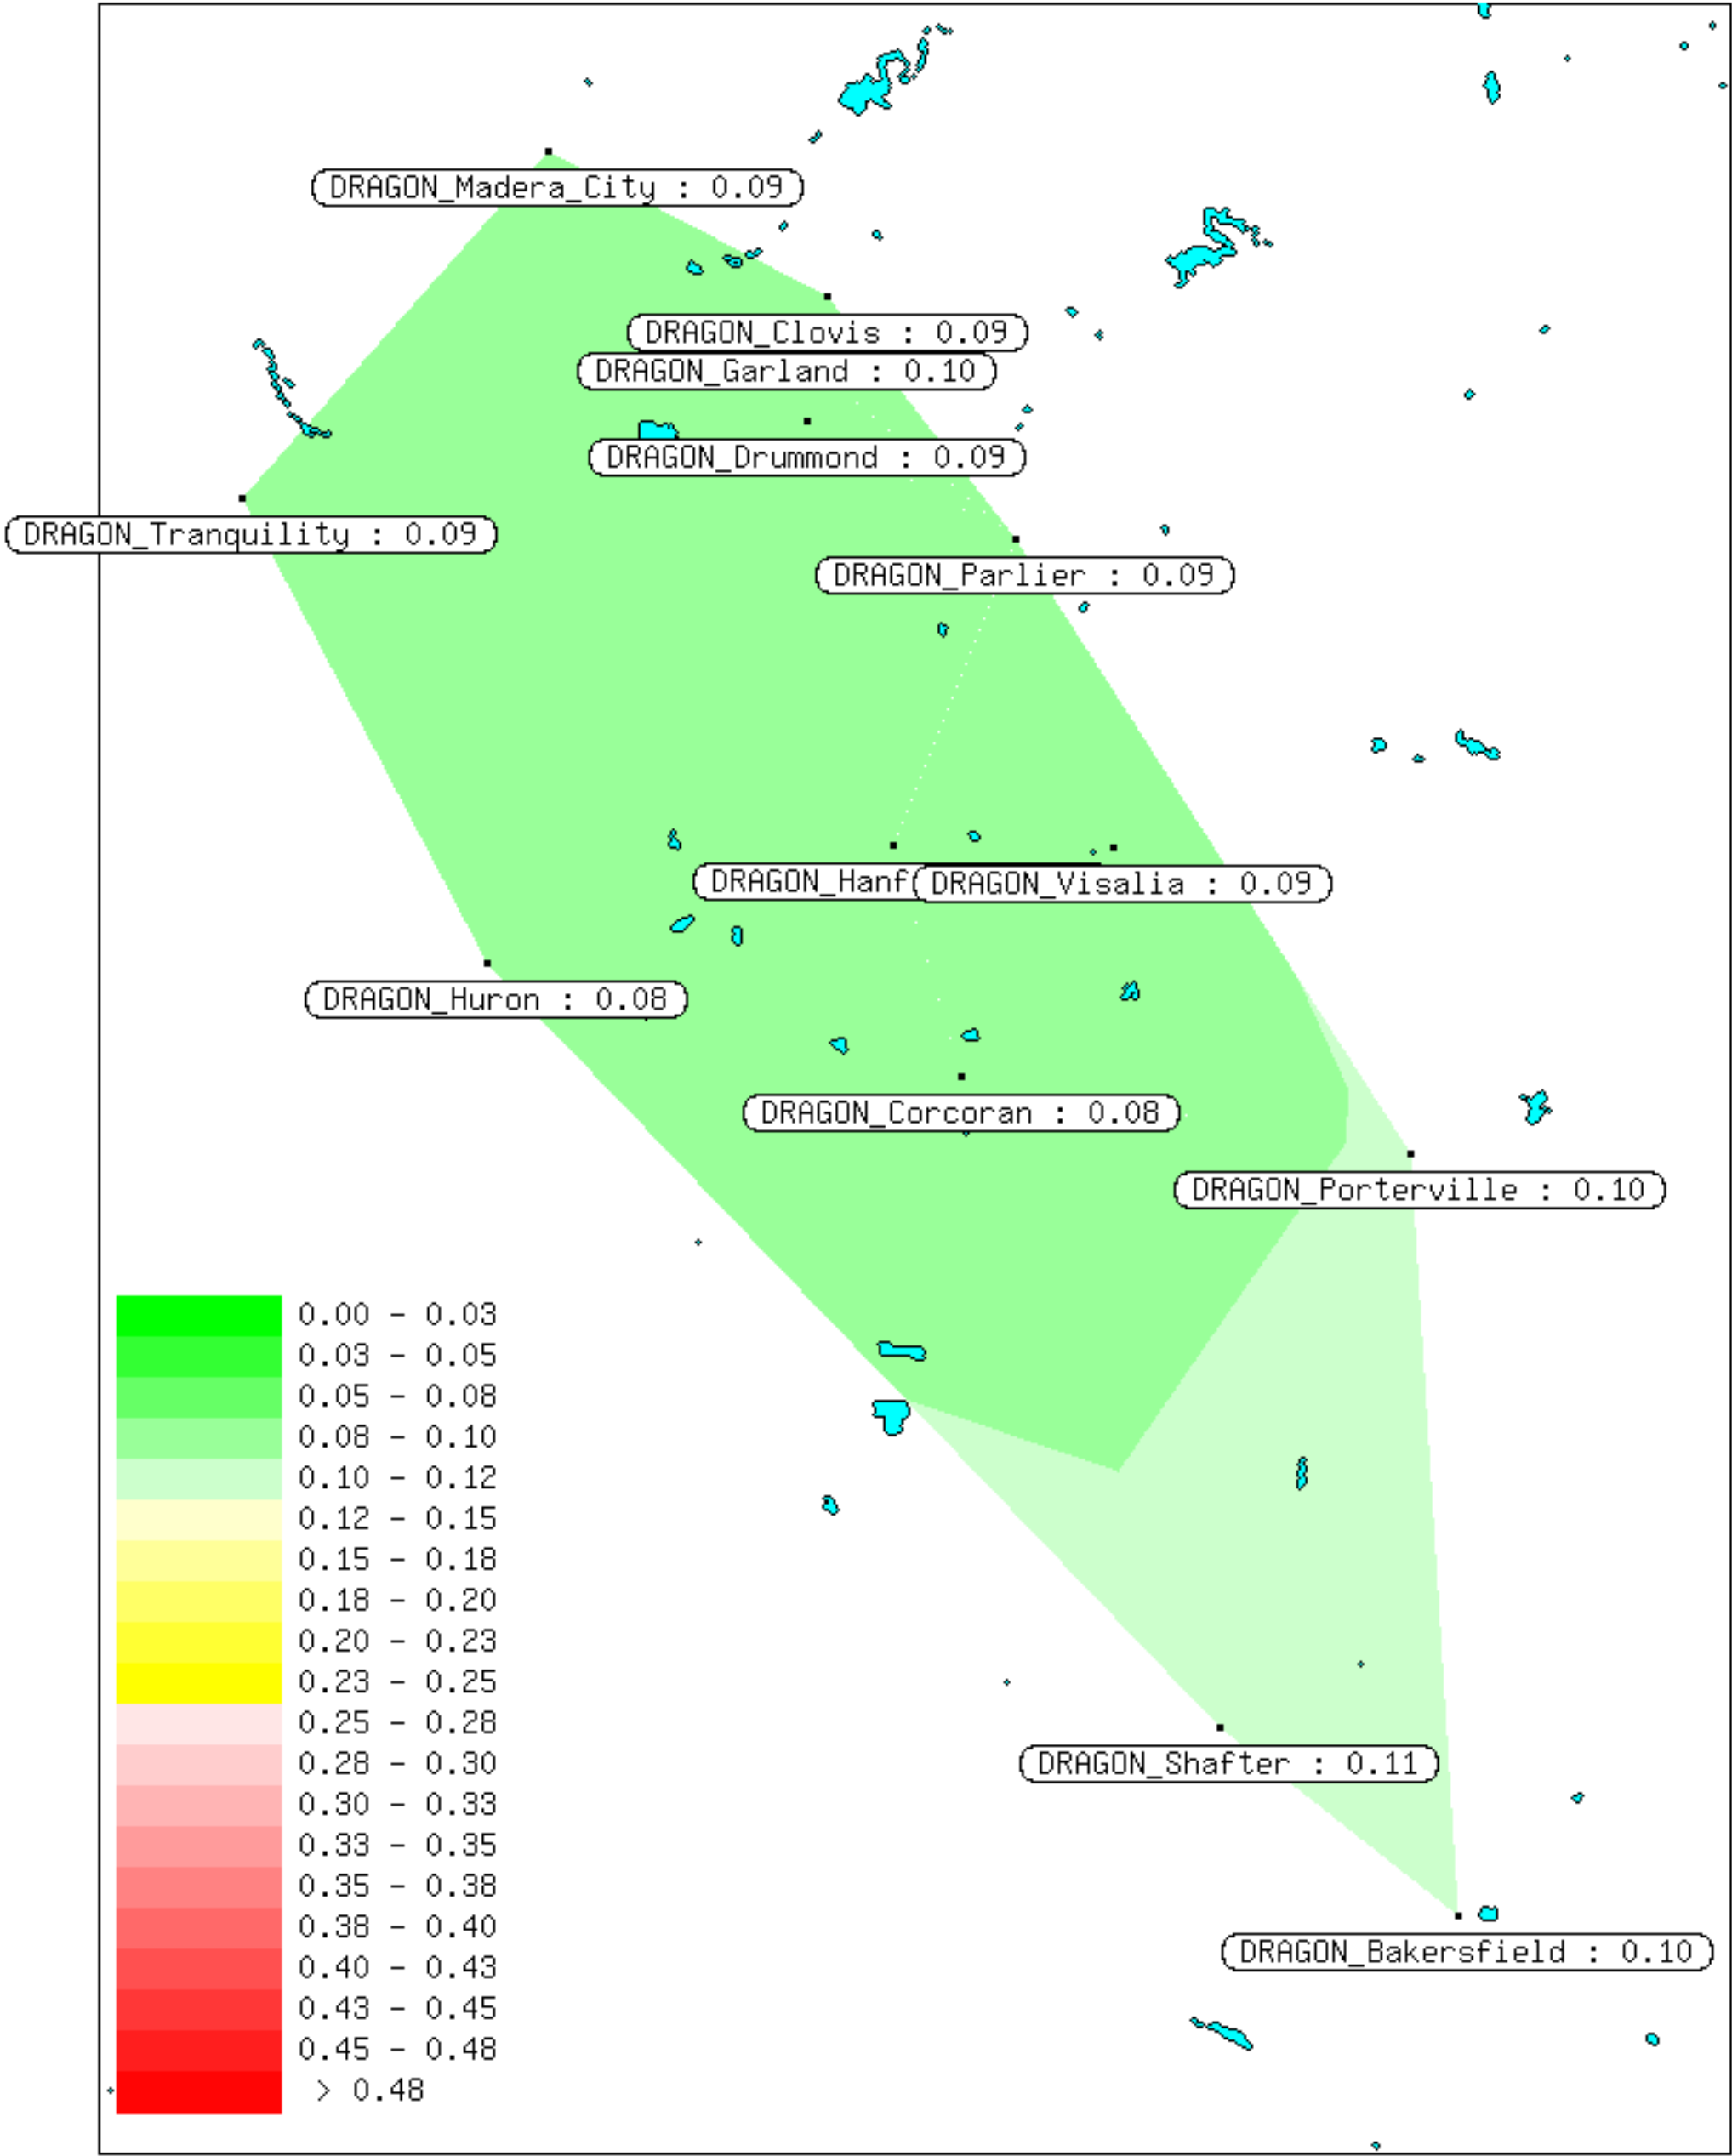 DRAGON_Madera_City : 0.09
DRAGON_Clovis : 0.09
DRAGON_Garland : 0.10
DRAGON_Drummond : 0.09
DRAGON_Tranquility : 0.09
DRAGON_Parlier : 0.09
DRAGON_Hanf
DRAGON_Visalia : 0.09
DRAGON_Huron : 0.08
DRAGON_Corcoran : 0.08
DRAGON_Porterville : 0.10
0.00 - 0.03
0.03 - 0.05
0.05 - 0.08
0.08 - 0.10
0.10 - 0.12
0.12 - 0.15
0.15 - 0.18
0.18 - 0.20
0.20 - 0.23
0.23 - 0.25
0.25 - 0.28
0.28 - 0.30
0.30 - 0.33
0.33 - 0.35
0.35 - 0.38
0.38 - 0.40
0.40 - 0.43
0.43 - 0.45
0.45 - 0.48
> 0.48
DRAGON_Shafter : 0.11
DRAGON_Bakersfield : 0.10